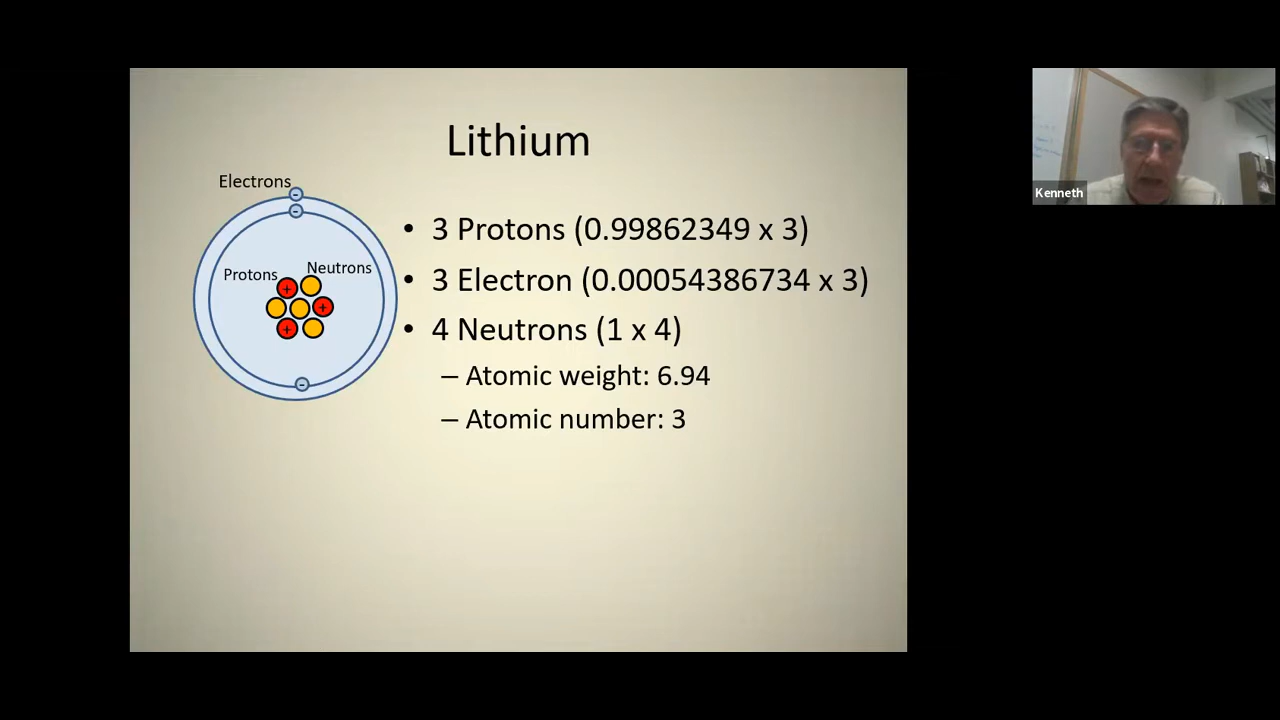 Lithium
Electrons
Protons
Neutrons
• 3 Protons (0.99862349 x 3)
• 3 Electron (0.00054386734 x 3)
• 4 Neutrons (1 x 4)
– Atomic weight: 6.94
– Atomic number: 3
Kenneth